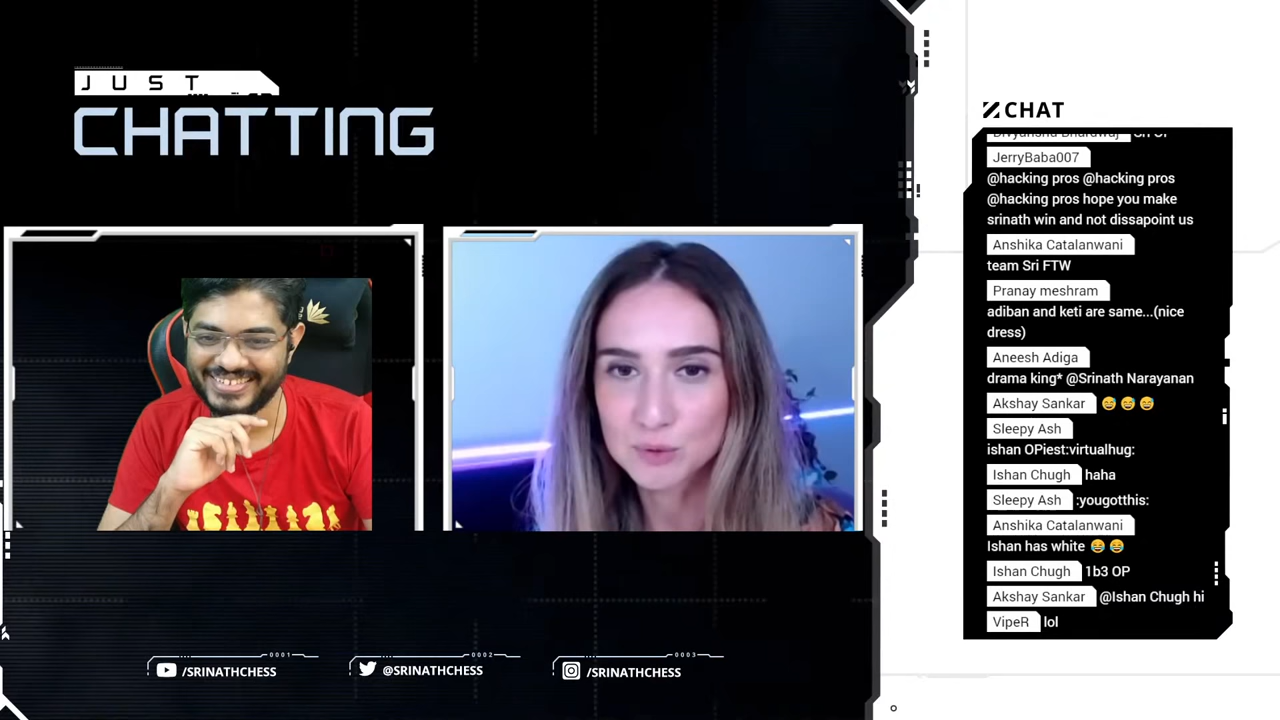 JUST
CHATTING
CHAT
JerryBaba007
@hacking pros @hacking pros
@hacking pros hope you make
srinath win and not dissapoint us
Anshika Catalanwani
team Sri FTW
Pranay meshram
adiban and keti are same...(nice
dress)
Aneesh Adiga
drama king* @Srinath Narayanan
Akshay Sankar 😅 😅 😅
Sleepy Ash
ishan OPiest:virtualhug:
Ishan Chugh haha
Sleepy Ash :yougotthis:
Anshika Catalanwani
Ishan has white 😂 😂
Ishan Chugh 1b3 OP
Akshay Sankar @Ishan Chugh hi
VipeR lol
0001 0002 0003
/SRINATHCHESS @SRINATHCHESS /SRINATHCHESS